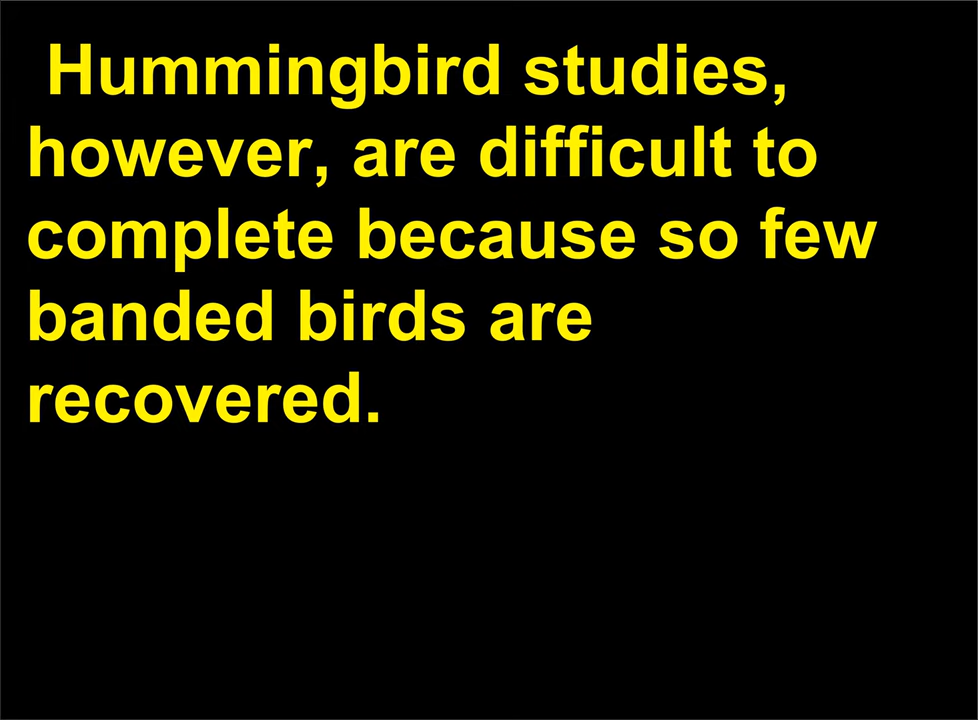 Hummingbird studies,
however, are difficult to
complete because so few
banded birds are
recovered.